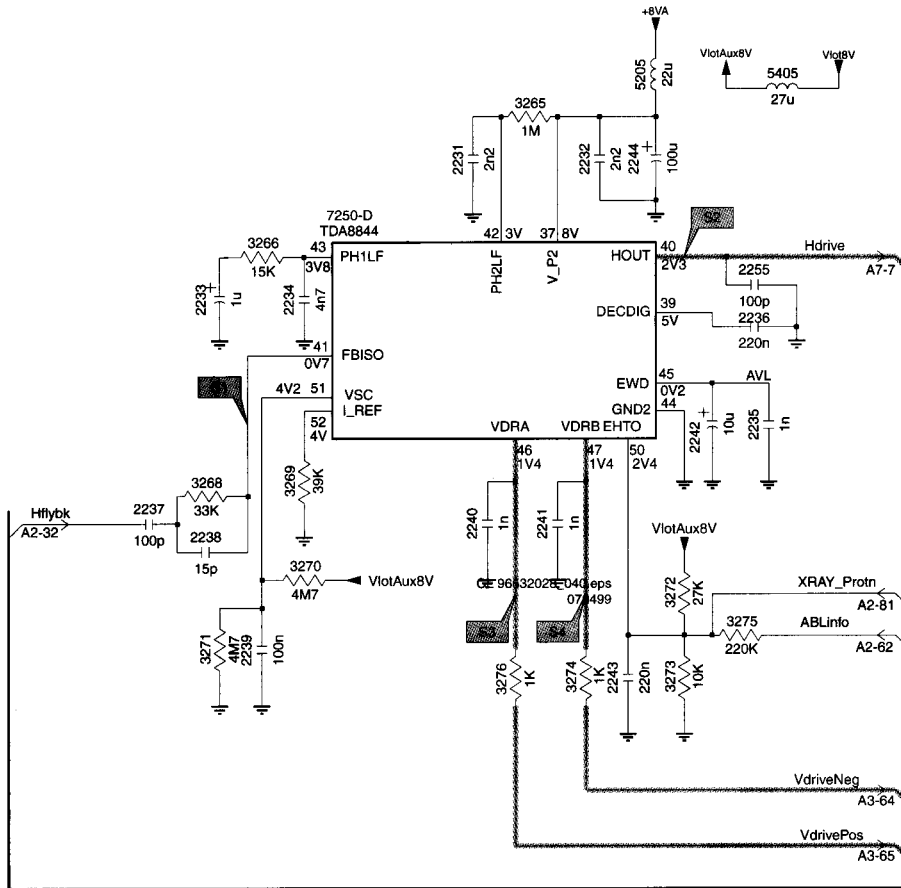 +8VA
5205
22u
VlotAux8V
Vlot8V
5405
27u
3265
1M
2231
2n2
2232
2n2
2244
+
100u
7250-D
TDA8844
42 3V
37 8V
S2
43
3V8
PH1LF
PH2LF
V_P2
HOUT
40
2V3
Hdrive
A7-7
3266
15K
2233
+
1u
2234
4n7
2255
100p
DECDIG
39
5V
2236
220n
41
0V7
FBISO
4V2 51
VSC
I_REF
52
4V
EWD
45
0V2
AVL
GND2
44
VDRA
VDRB
EHTO
46
1V4
47
1V4
50
2V4
2242
+
10u
2235
1n
3269
39K
3268
33K
Hflybk
A2-32
2237
100p
2238
15p
2240
1n
2241
1n
VlotAux8V
3270
4M7
VlotAux8V
3272
27K
XRAY_Protn
A2-81
3275
220K
ABLinfo
A2-62
S3
S4
3271
4M7
2239
100n
3276
1K
3274
1K
2243
220n
3273
10K
VdriveNeg
A3-64
VdrivePos
A3-65